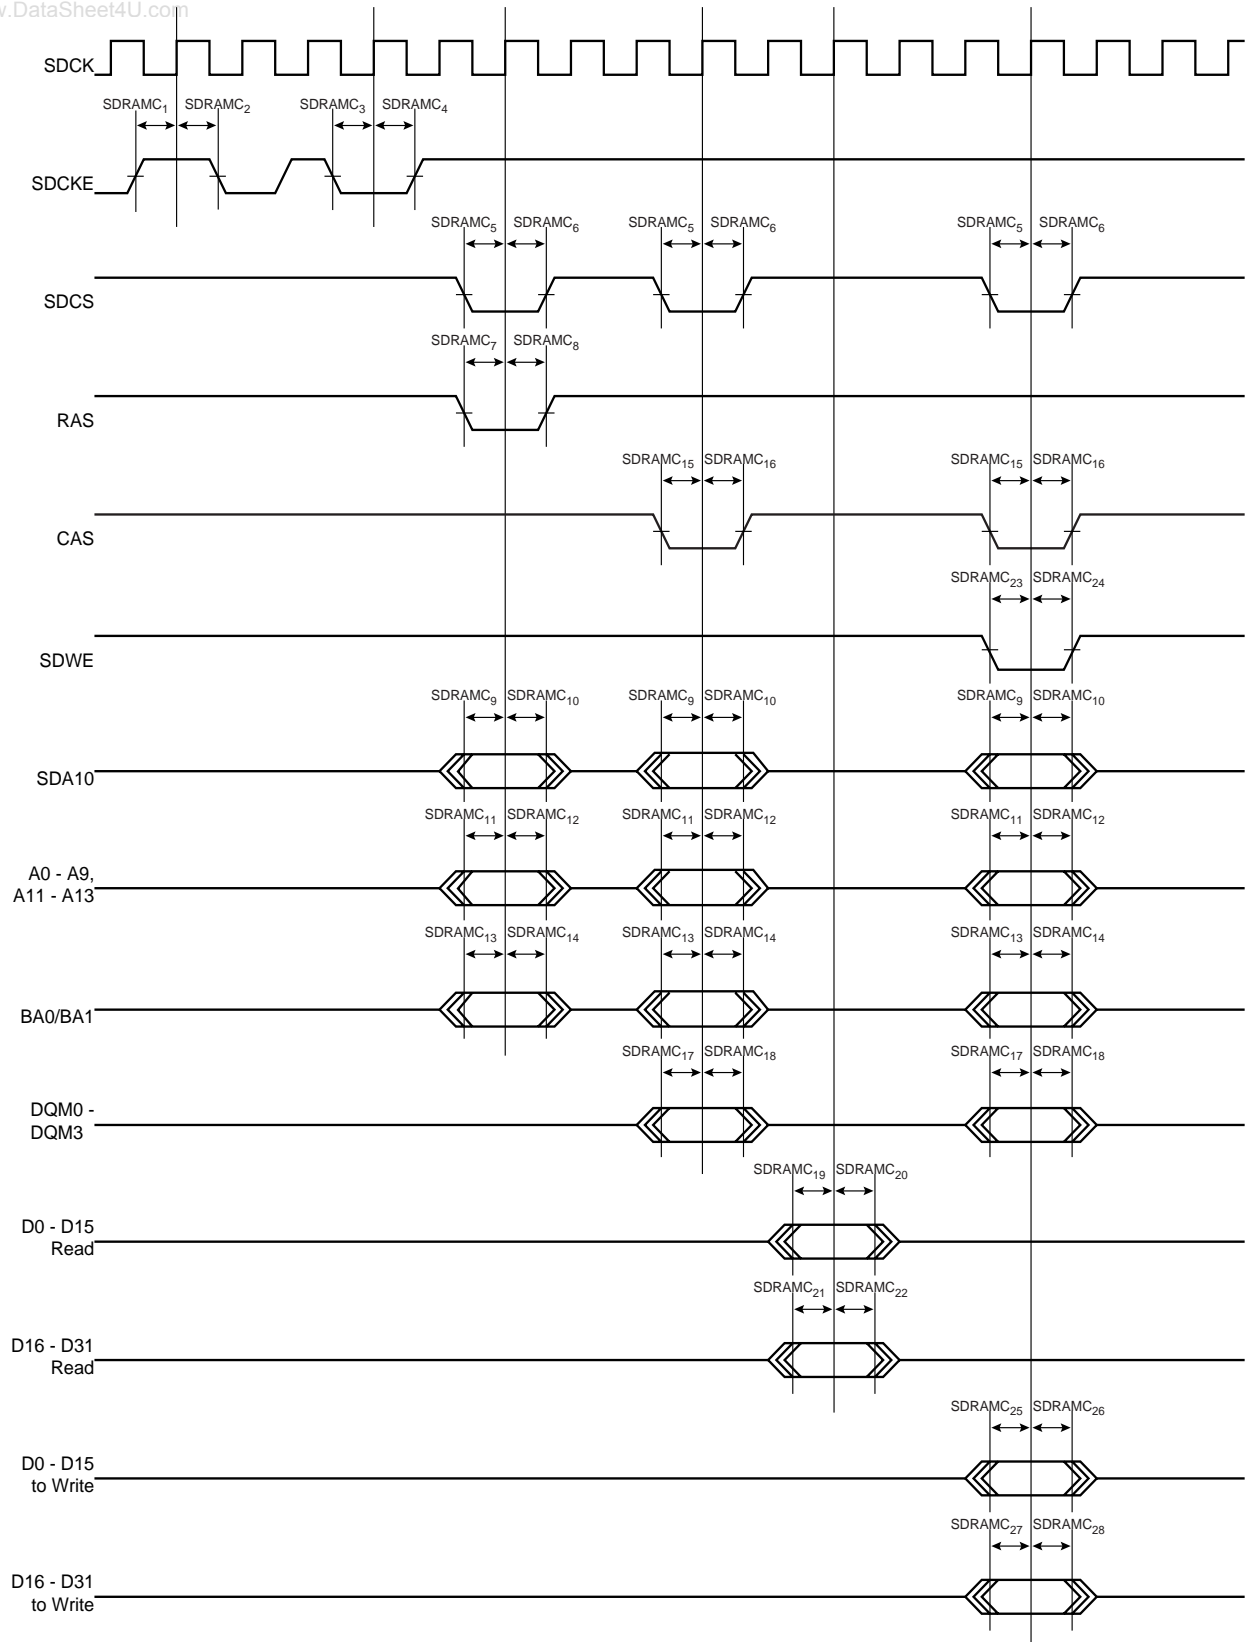 w.DataSheet4U.com
SDCK
SDRAMC1 SDRAMC2 SDRAMC3 SDRAMC4
SDCKE
SDRAMC5 SDRAMC6 SDRAMC5 SDRAMC6 SDRAMC5 SDRAMC6
SDCS
SDRAMC7 SDRAMC8
RAS
SDRAMC15 SDRAMC16 SDRAMC15 SDRAMC16
CAS
SDRAMC23 SDRAMC24
SDWE
SDRAMC9 SDRAMC10 SDRAMC9 SDRAMC10 SDRAMC9 SDRAMC10
SDA10
SDRAMC11 SDRAMC12 SDRAMC11 SDRAMC12 SDRAMC11 SDRAMC12
A0 - A9,
A11 - A13
SDRAMC13 SDRAMC14 SDRAMC13 SDRAMC14 SDRAMC13 SDRAMC14
BA0/BA1
SDRAMC17 SDRAMC18 SDRAMC17 SDRAMC18
DQM0 -
DQM3
SDRAMC19 SDRAMC20
D0 - D15
Read
SDRAMC21 SDRAMC22
D16 - D31
Read
SDRAMC25 SDRAMC26
D0 - D15
to Write
SDRAMC27 SDRAMC28
D16 - D31
to Write